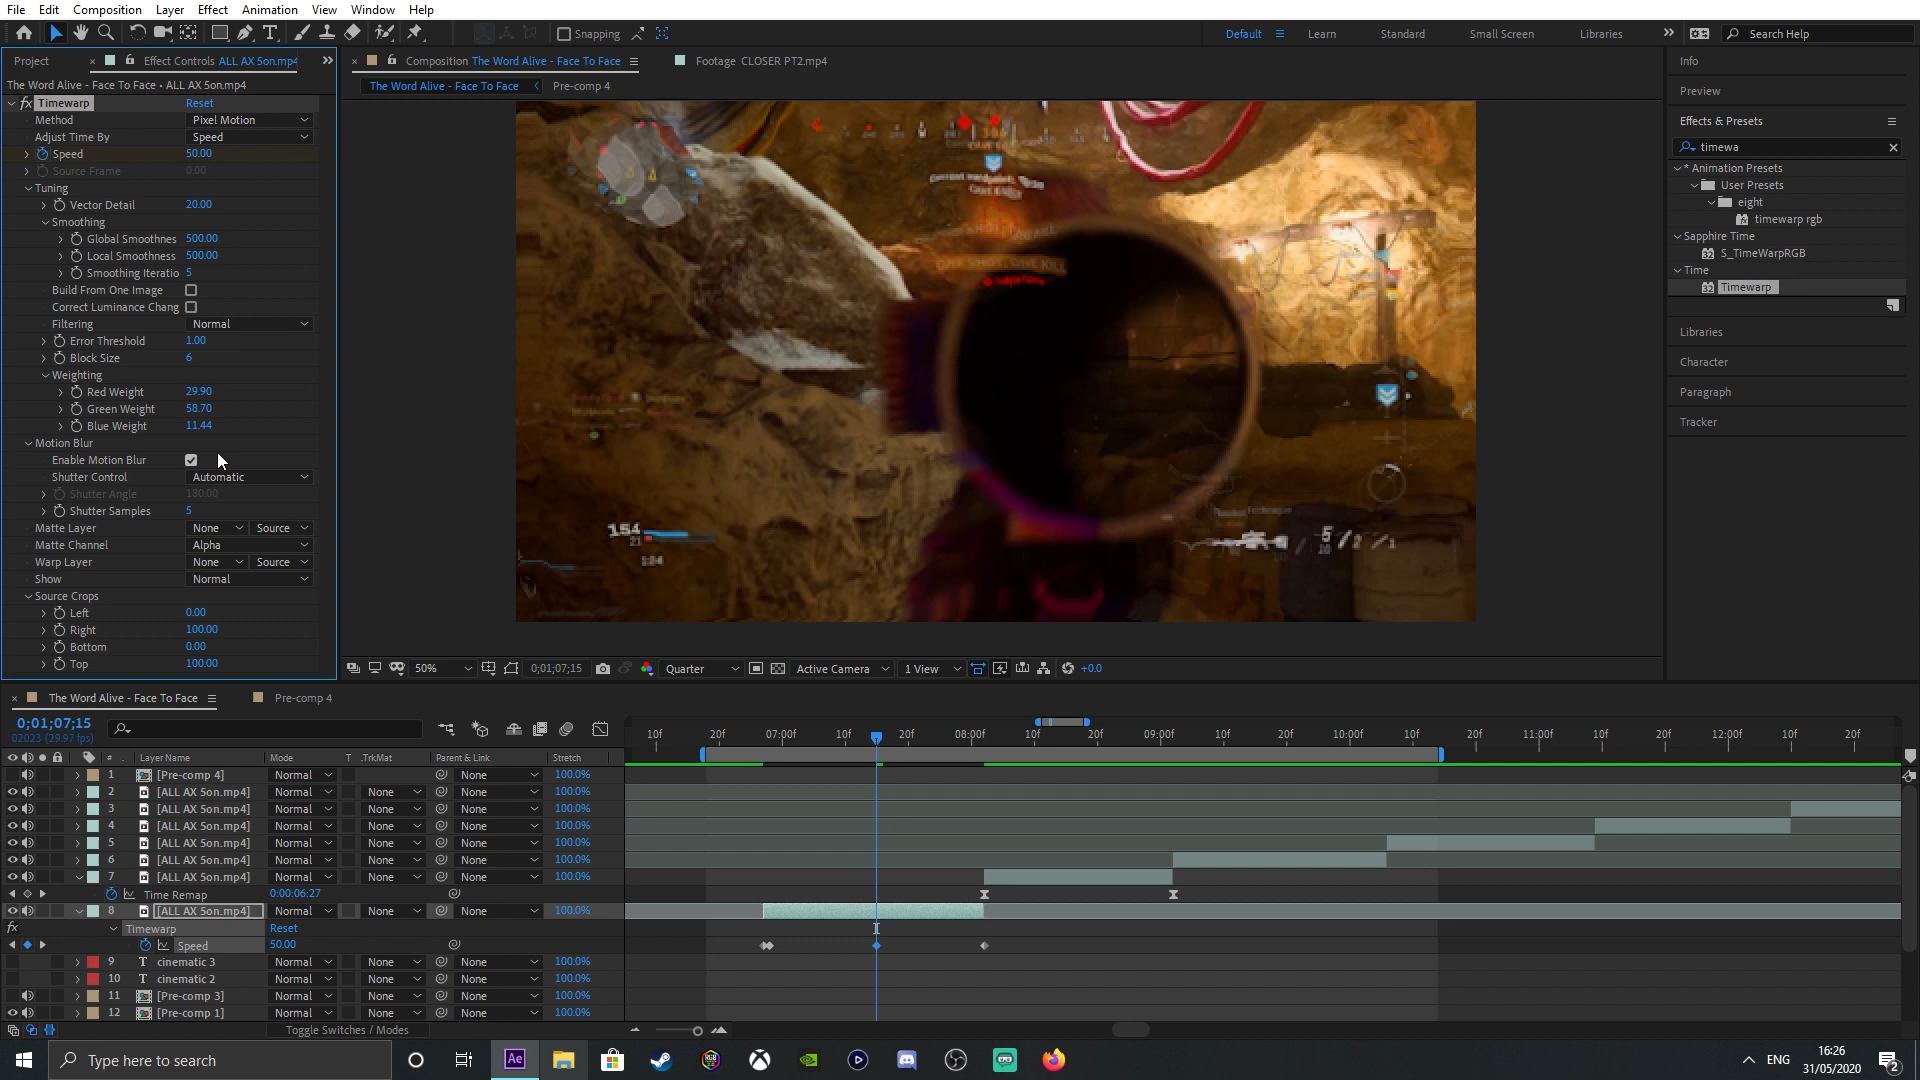 File Edit Composition Layer Effect Animation View Window Help
Snapping
Default Learn Standard Small Screen Libraries Search Help
Project Effect Controls ALL AX 5on.mp4
The Word Alive - Face To Face • ALL AX 5on.mp4
Timewarp Reset
Method Pixel Motion
Adjust Time By Speed
Speed 50.00
Source Frame 0.00
Tuning
Vector Detail 20.00
Smoothing
Global Smoothnes 500.00
Local Smoothness 500.00
Smoothing Iteratio 5
Build From One Image
Correct Luminance Chang
Filtering Normal
Error Threshold 1.00
Block Size 6
Weighting
Red Weight 29.90
Green Weight 58.70
Blue Weight 11.44
Motion Blur
Enable Motion Blur
Shutter Control Automatic
Shutter Angle 180.00
Shutter Samples 5
Matte Layer None Source
Matte Channel Alpha
Warp Layer None Source
Show Normal
Source Crops
Left 0.00
Right 100.00
Bottom 0.00
Top 100.00
Composition The Word Alive - Face To Face Footage CLOSER PT2.mp4
The Word Alive - Face To Face Pre-comp 4
154
21
1:24
50% 0;01;07;15 Quarter Active Camera 1 View +0.0
Info
Preview
Effects & Presets
timewa
* Animation Presets
User Presets
eight
timewarp rgb
Sapphire Time
S_TimeWarpRGB
Time
Timewarp
Libraries
Character
Paragraph
Tracker
The Word Alive - Face To Face Pre-comp 4
0;01;07;15
02023 (29.97 fps)
10f 20f 07:00f 10f 20f 08:00f 10f 20f 09:00f 10f 20f 10:00f 10f 20f 11:00f 10f 20f 12:00f 10f 20f
# . Layer Name Mode T .TrkMat Parent & Link Stretch
1 [Pre-comp 4] Normal None 100.0%
2 [ALL AX 5on.mp4] Normal None None 100.0%
3 [ALL AX 5on.mp4] Normal None None 100.0%
4 [ALL AX 5on.mp4] Normal None None 100.0%
5 [ALL AX 5on.mp4] Normal None None 100.0%
6 [ALL AX 5on.mp4] Normal None None 100.0%
7 [ALL AX 5on.mp4] Normal None None 100.0%
Time Remap 0:00:06:27
8 [ALL AX 5on.mp4] Normal None None 100.0%
fx Timewarp Reset
Speed 50.00
9 T cinematic 3 Normal None None 100.0%
10 T cinematic 2 Normal None None 100.0%
11 [Pre-comp 3] Normal None None 100.0%
12 [Pre-comp 1] Normal None None 100.0%
Toggle Switches / Modes
Type here to search
Ae
ENG 16:26
31/05/2020
2